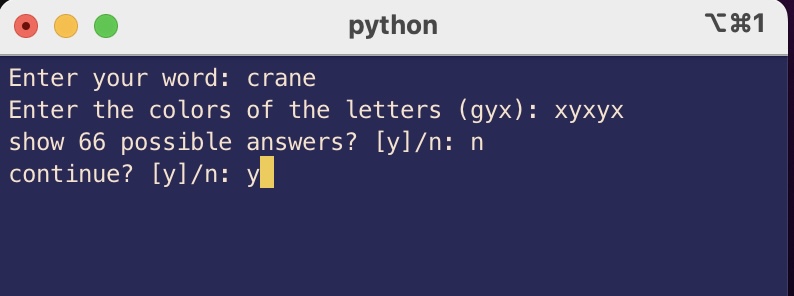 python
⌥⌘1
Enter your word: crane
Enter the colors of the letters (gyx): xyxyx
show 66 possible answers? [y]/n: n
continue? [y]/n: y